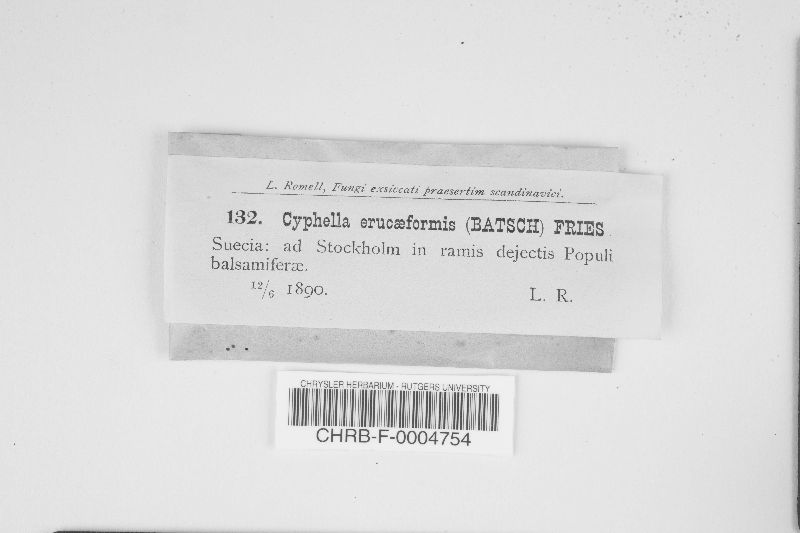 L. Romell, Fungi exsiccati praesertim scandinavici.
132. Cyphella erucæformis (BATSCH) FRIES
Suecia: ad Stockholm in ramis dejectis Populi
balsamiferæ.
12/6 1890. L. R.
CHRYSLER HERBARIUM - RUTGERS UNIVERSITY
CHRB-F-0004754